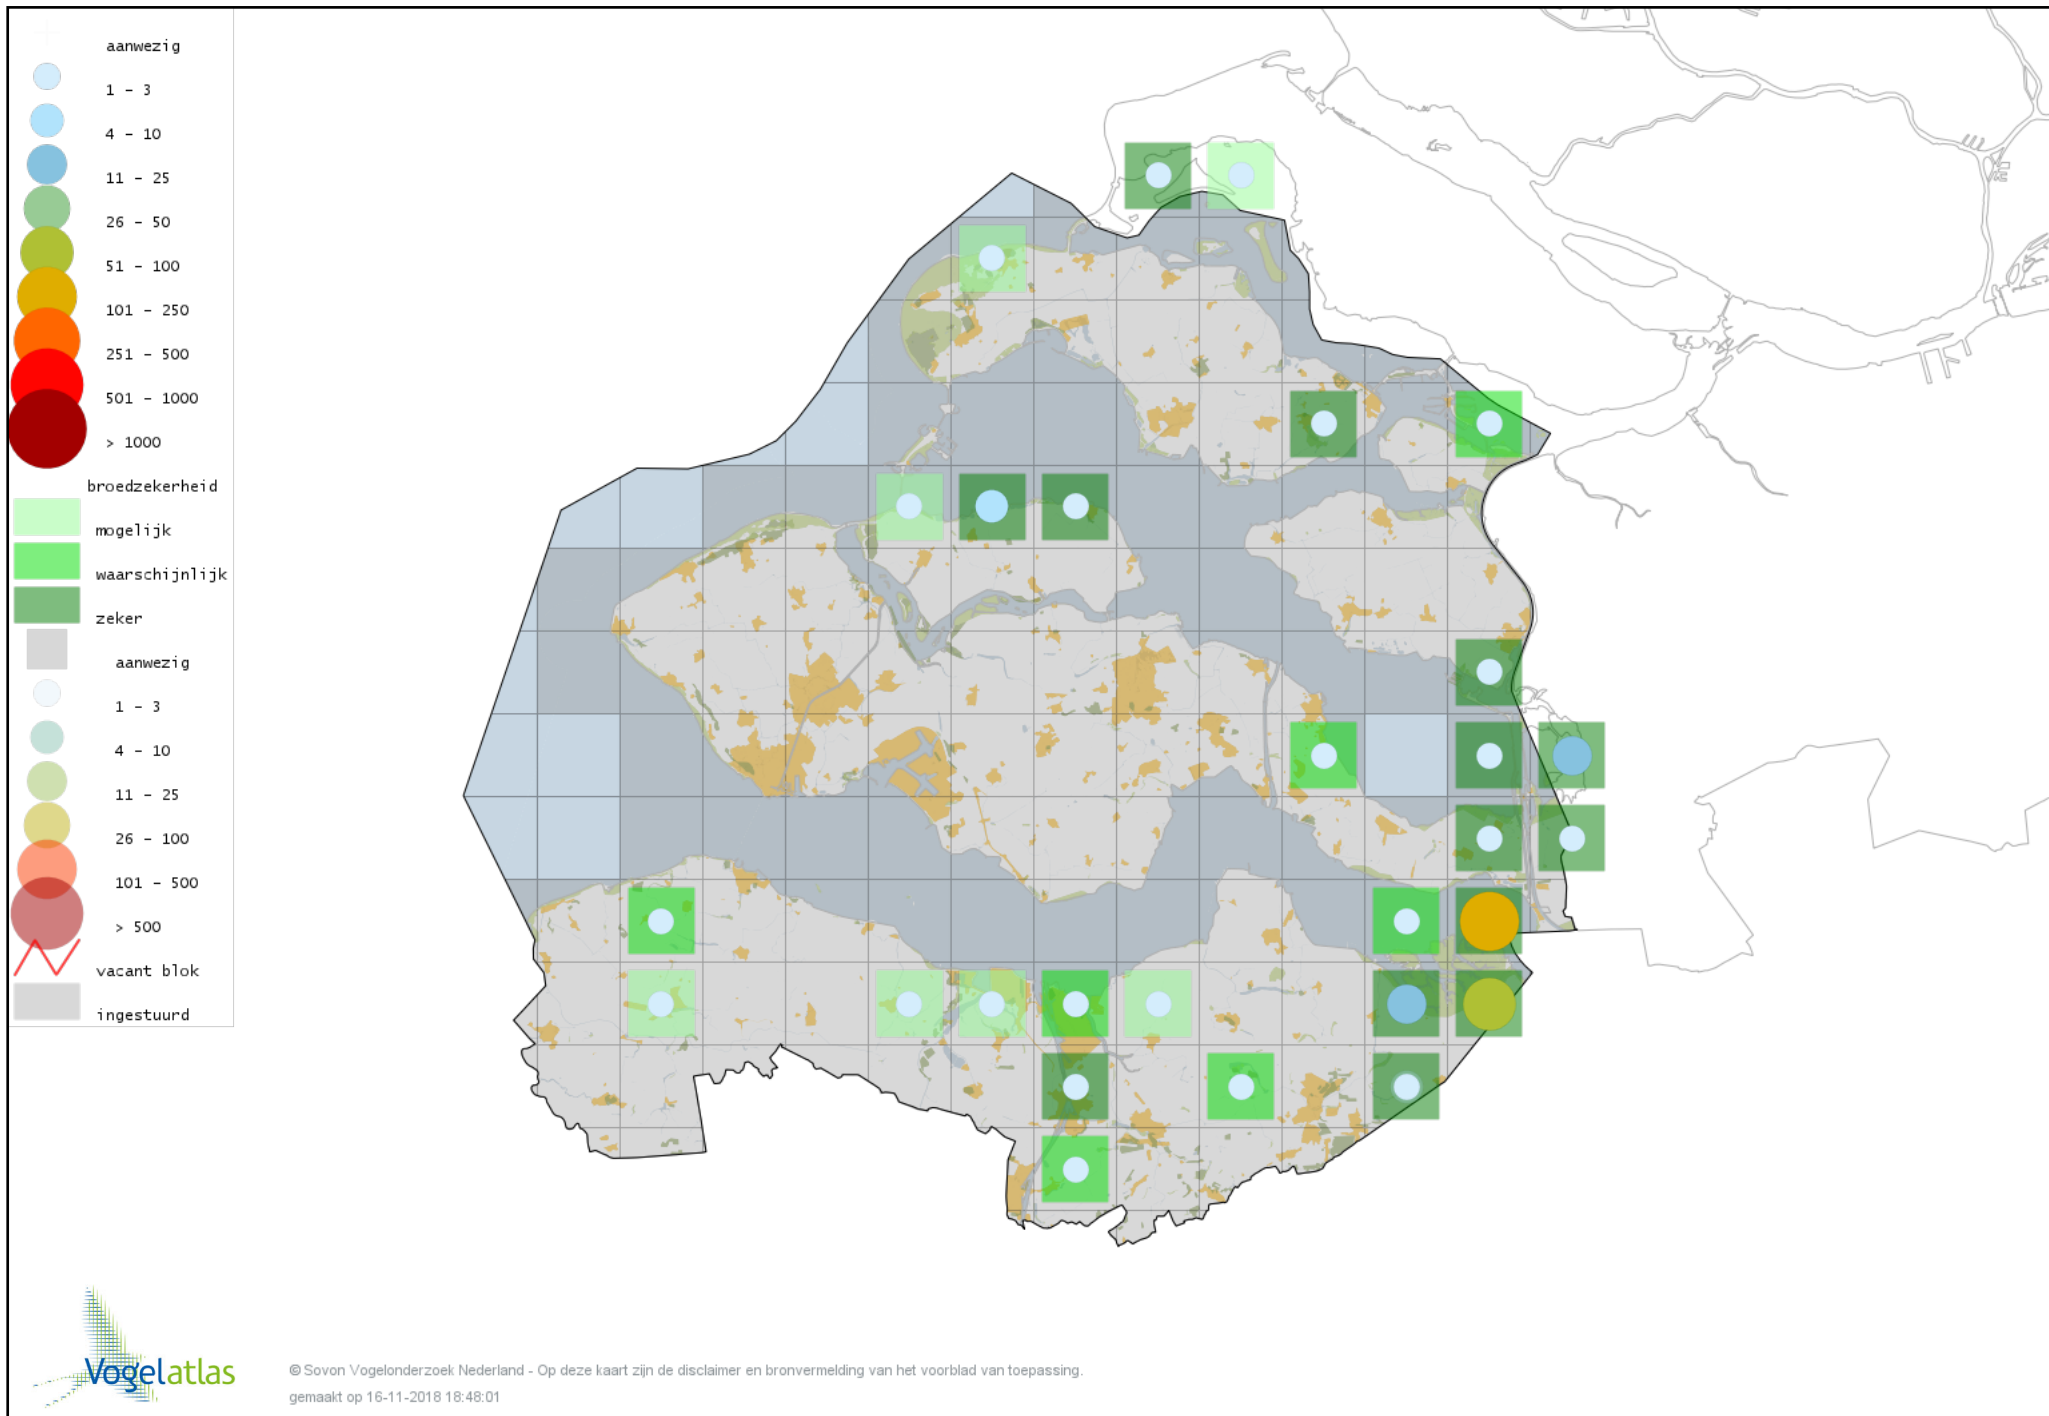 aanwezig
1 - 3
4 - 10
11 - 25
26 - 50
51 - 100
101 - 250
251 - 500
501 - 1000
> 1000
broedzekerheid
mogelijk
waarschijnlijk
zeker
aanwezig
1 - 3
4 - 10
11 - 25
26 - 100
101 - 500
> 500
vacant blok
ingestuurd
Vogelatlas
© Sovon Vogelonderzoek Nederland - Op deze kaart zijn de disclaimer en bronvermelding van het voorblad van toepassing.
gemaakt op 16-11-2018 18:48:01